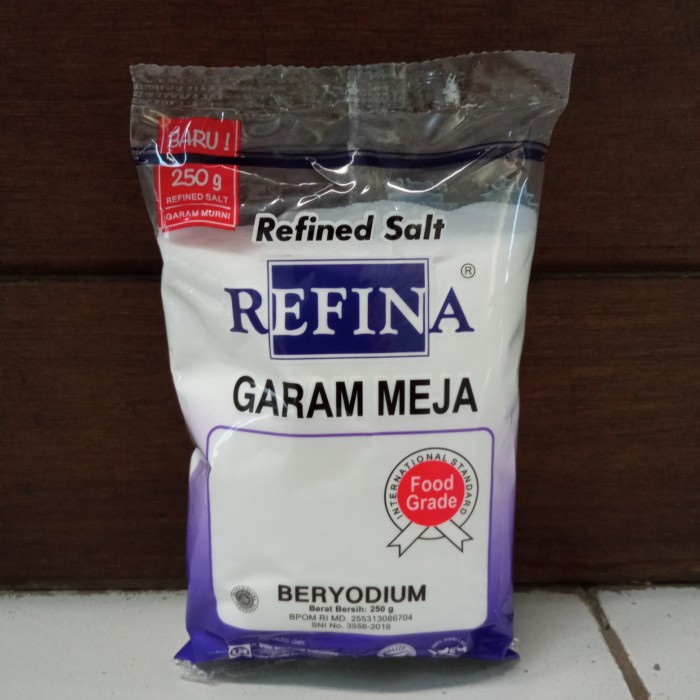 BARU !
250 g
REFINED SALT
GARAM MURNI
Refined Salt
REFINA®
GARAM MEJA
INTERNATIONAL STANDARD
Food
Grade
BERYODIUM
Berat Bersih: 250 g
BPOM RI MD. 255313086704
SNI No. 3556-2016